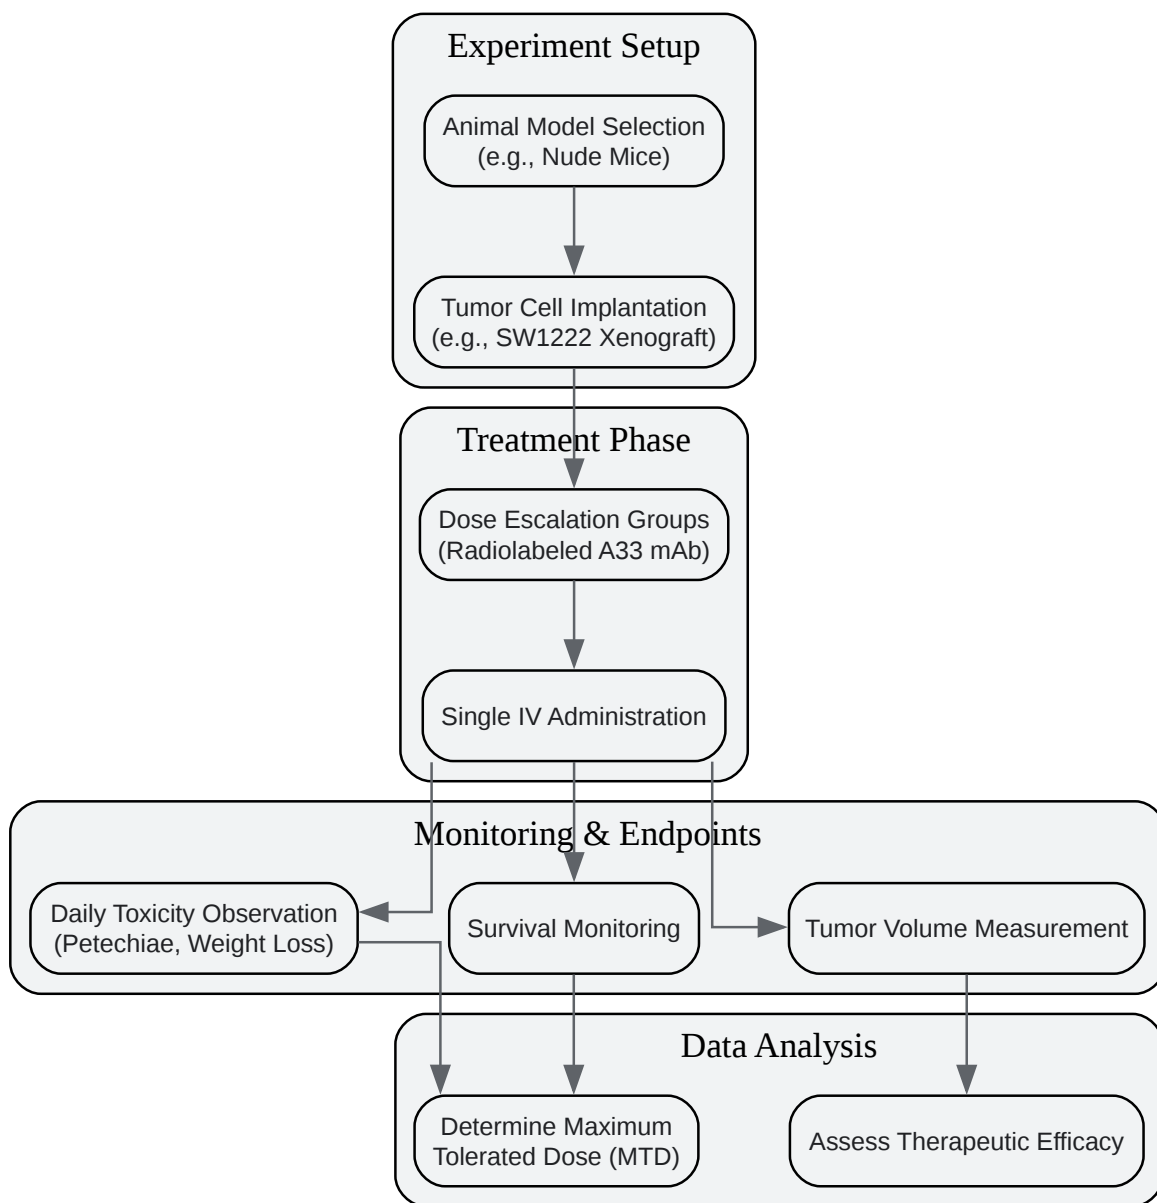 Experiment Setup
Animal Model Selection
(e.g., Nude Mice)
Tumor Cell Implantation
(e.g., SW1222 Xenograft)
Treatment Phase
Dose Escalation Groups
(Radiolabeled A33 mAb)
Single IV Administration
Monitoring & Endpoints
Daily Toxicity Observation
(Petechiae, Weight Loss)
Survival Monitoring
Tumor Volume Measurement
Data Analysis
Determine Maximum
Tolerated Dose (MTD)
Assess Therapeutic Efficacy